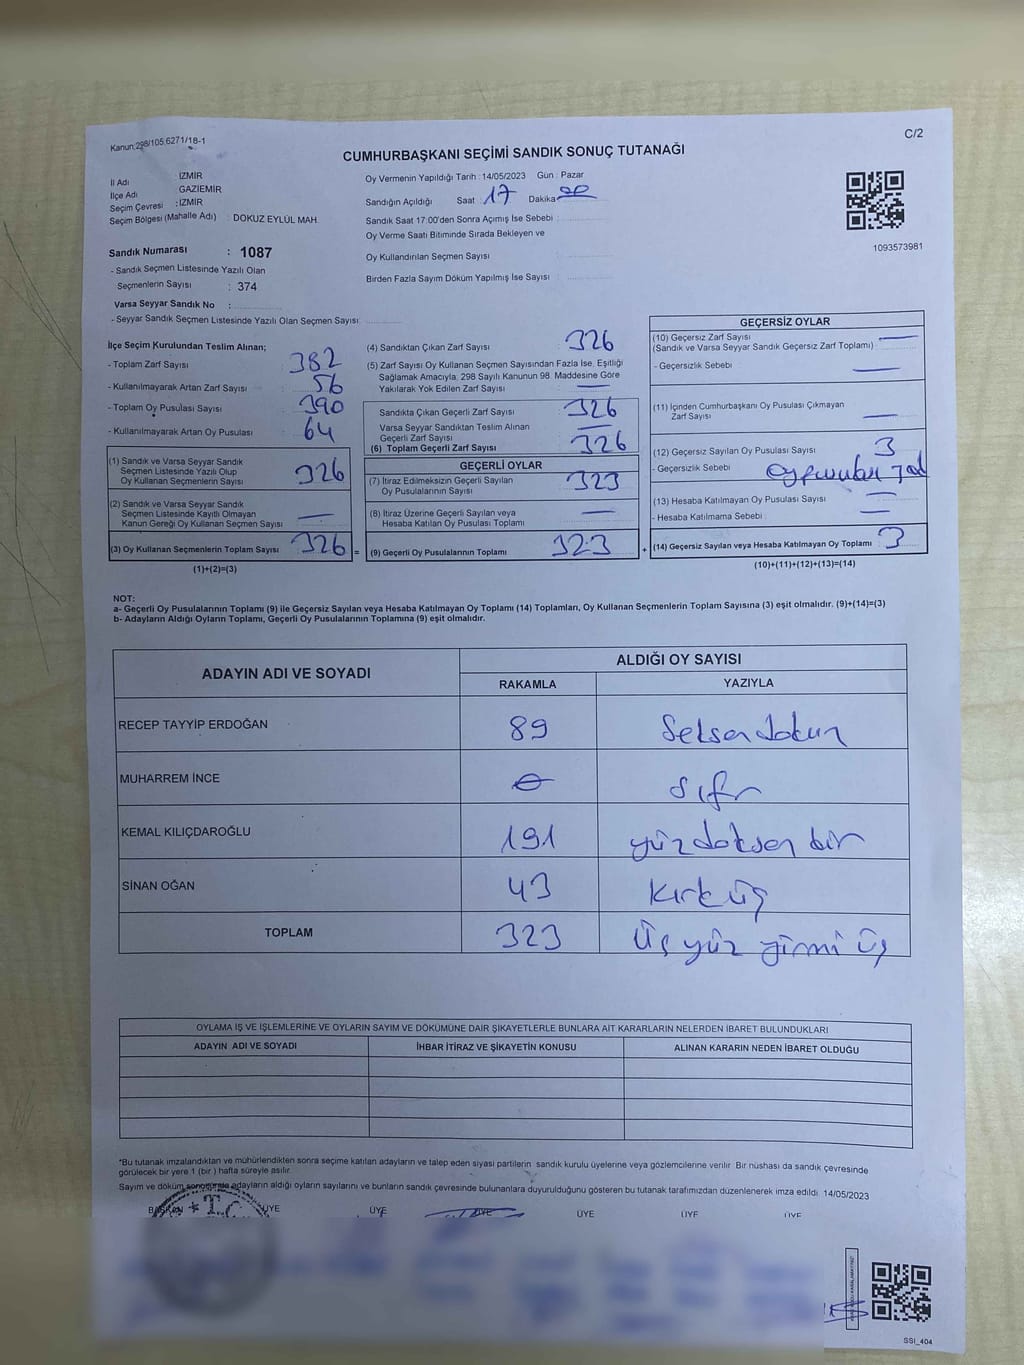 Kanun:298/105;6271/18-1
C/2
CUMHURBAŞKANI SEÇİMİ SANDIK SONUÇ TUTANAĞI
İl Adı : İZMİR
İlçe Adı : GAZİEMİR
Seçim Çevresi : İZMİR
Seçim Bölgesi (Mahalle Adı) : DOKUZ EYLÜL MAH.
Oy Vermenin Yapıldığı Tarih : 14/05/2023 Gün : Pazar
Sandığın Açıldığı Saat : 17 Dakika : 00
Sandık Saat 17:00'den Sonra Açımış İse Sebebi :
Oy Verme Saati Bitiminde Sırada Bekleyen ve
Oy Kullandırılan Seçmen Sayısı :
Birden Fazla Sayım Döküm Yapılmış İse Sayısı :
1093573981
Sandık Numarası : 1087
- Sandık Seçmen Listesinde Yazılı Olan
Seçmenlerin Sayısı : 374
Varsa Seyyar Sandık No :
- Seyyar Sandık Seçmen Listesinde Yazılı Olan Seçmen Sayısı:
İlçe Seçim Kurulundan Teslim Alınan;
- Toplam Zarf Sayısı : 382
- Kullanılmayarak Artan Zarf Sayısı : 56
- Toplam Oy Pusulası Sayısı : 390
- Kullanılmayarak Artan Oy Pusulası : 64
(1) Sandık ve Varsa Seyyar Sandık
Seçmen Listesinde Yazılı Olup
Oy Kullanan Seçmenlerin Sayısı : 326
(2) Sandık ve Varsa Seyyar Sandık
Seçmen Listesinde Kayıtlı Olmayan
Kanun Gereği Oy Kullanan Seçmen Sayısı : —
(3) Oy Kullanan Seçmenlerin Toplam Sayısı : 326 =
(1)+(2)=(3)
(4) Sandıktan Çıkan Zarf Sayısı : 326
(5) Zarf Sayısı Oy Kullanan Seçmen Sayısından Fazla İse, Eşitliği
Sağlamak Amacıyla; 298 Sayılı Kanunun 98. Maddesine Göre
Yakılarak Yok Edilen Zarf Sayısı : —
Sandıkta Çıkan Geçerli Zarf Sayısı : 326
Varsa Seyyar Sandıktan Teslim Alınan
Geçerli Zarf Sayısı : —
(6) Toplam Geçerli Zarf Sayısı : 326
GEÇERLİ OYLAR
(7) İtiraz Edilmeksizin Geçerli Sayılan
Oy Pusulalarının Sayısı : 323
(8) İtiraz Üzerine Geçerli Sayılan veya
Hesaba Katılan Oy Pusulası Toplamı : —
(9) Geçerli Oy Pusulalarının Toplamı : 323 +
GEÇERSİZ OYLAR
(10) Geçersiz Zarf Sayısı : —
(Sandık ve Varsa Seyyar Sandık Geçersiz Zarf Toplamı)
- Geçersizlik Sebebi : —
(11) İçinden Cumhurbaşkanı Oy Pusulası Çıkmayan
Zarf Sayısı : —
(12) Geçersiz Sayılan Oy Pusulası Sayısı : 3
- Geçersizlik Sebebi :
(13) Hesaba Katılmayan Oy Pusulası Sayısı : —
- Hesaba Katılmama Sebebi : —
(14) Geçersiz Sayılan veya Hesaba Katılmayan Oy Toplamı : 3
(10)+(11)+(12)+(13)=(14)
NOT:
a- Geçerli Oy Pusulalarının Toplamı (9) ile Geçersiz Sayılan veya Hesaba Katılmayan Oy Toplamı (14) Toplamları, Oy Kullanan Seçmenlerin Toplam Sayısına (3) eşit olmalıdır. (9)+(14)=(3)
b- Adayların Aldığı Oyların Toplamı, Geçerli Oy Pusulalarının Toplamına (9) eşit olmalıdır.
ADAYIN ADI VE SOYADI
ALDIĞI OY SAYISI
RAKAMLA YAZIYLA
RECEP TAYYİP ERDOĞAN 89 Seksen dokuz
MUHARREM İNCE 0 Sıfır
KEMAL KILIÇDAROĞLU 191 yüz doksan bir
SİNAN OĞAN 43 Kırk üç
TOPLAM 323 Üç yüz yirmi üç
OYLAMA İŞ VE İŞLEMLERİNE VE OYLARIN SAYIM VE DÖKÜMÜNE DAİR ŞİKAYETLERLE BUNLARA AİT KARARLARIN NELERDEN İBARET BULUNDUKLARI
ADAYIN ADI VE SOYADI İHBAR İTİRAZ VE ŞİKAYETİN KONUSU ALINAN KARARIN NEDEN İBARET OLDUĞU
*Bu tutanak imzalandıktan ve mühürlendikten sonra seçime katılan adayların ve talep eden siyasi partilerin sandık kurulu üyelerine veya gözlemcilerine verilir. Bir nüshası da sandık çevresinde
görülecek bir yere 1 (bir) hafta süreyle asılır.
Sayım ve döküm sonucunda adayların aldığı oyların sayılarını ve bunların sandık çevresinde bulunanlara duyurulduğunu gösteren bu tutanak tarafımızdan düzenlenerek imza edildi. 14/05/2023
BAŞKAN ÜYE ÜYE ÜYE ÜYE ÜYE ÜYE
T.C.
SSİ_404